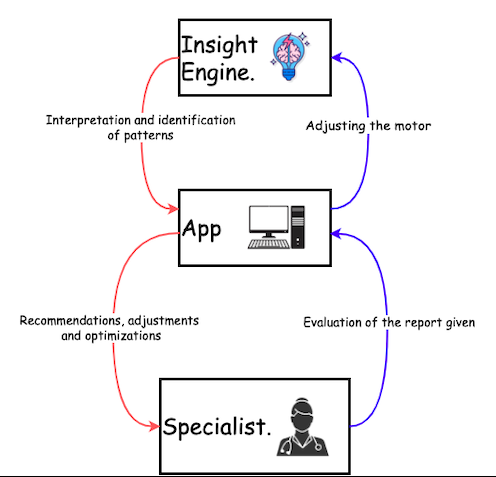 Insight
Engine.
Interpretation and identification
of patterns
Adjusting the motor
App
Recommendations, adjustments
and optimizations
Evaluation of the report given
Specialist.